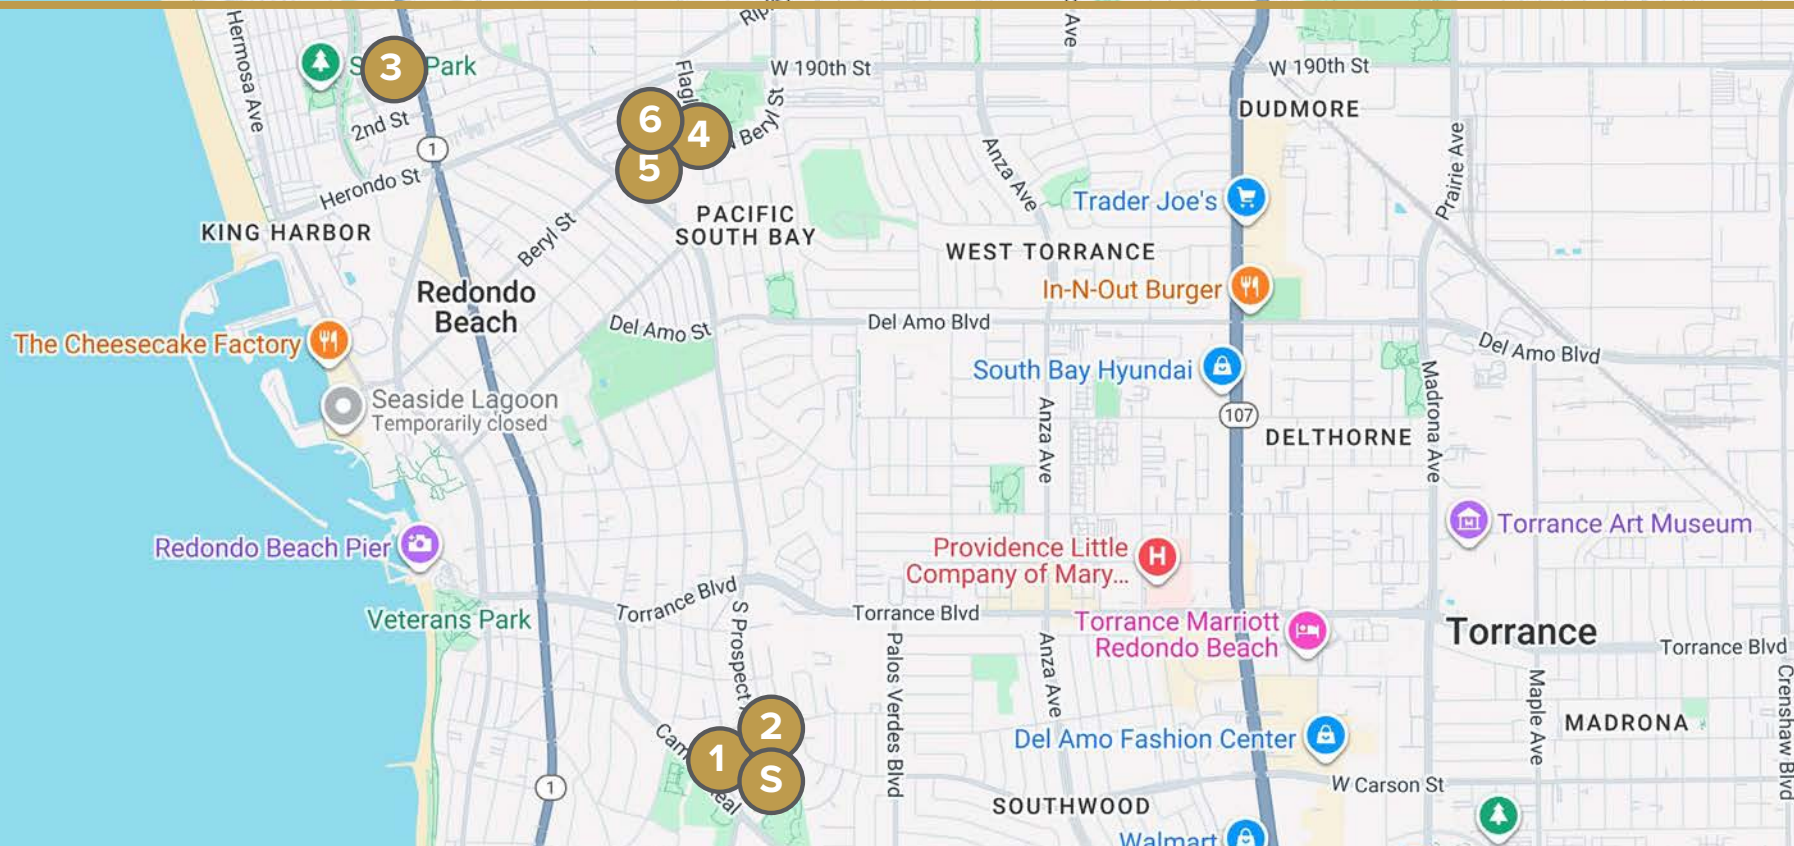 Hermosa Ave
Ave
W 190th St
W 190th St
3
Park
2nd St
6
4
5
Beryl St
DUDMORE
1
Herondo St
Anza Ave
Prairie Ave
Trader Joe's
KING HARBOR
PACIFIC
SOUTH BAY
Beryl St
WEST TORRANCE
Redondo
Beach
In-N-Out Burger
Del Amo St
Del Amo Blvd
The Cheesecake Factory
Del Amo Blvd
South Bay Hyundai
Seaside Lagoon
Temporarily closed
107
Anza Ave
DELTHORNE
Madrona Ave
Torrance Art Museum
Redondo Beach Pier
Providence Little
Company of Mary...
H
Torrance Blvd
Torrance Blvd
Veterans Park
S Prospect
Torrance Marriott
Redondo Beach
Torrance
Torrance Blvd
Palos Verdes Blvd
Anza Ave
Maple Ave
Crenshaw Blvd
2
1
S
MADRONA
Del Amo Fashion Center
1
W Carson St
SOUTHWOOD
Walmart